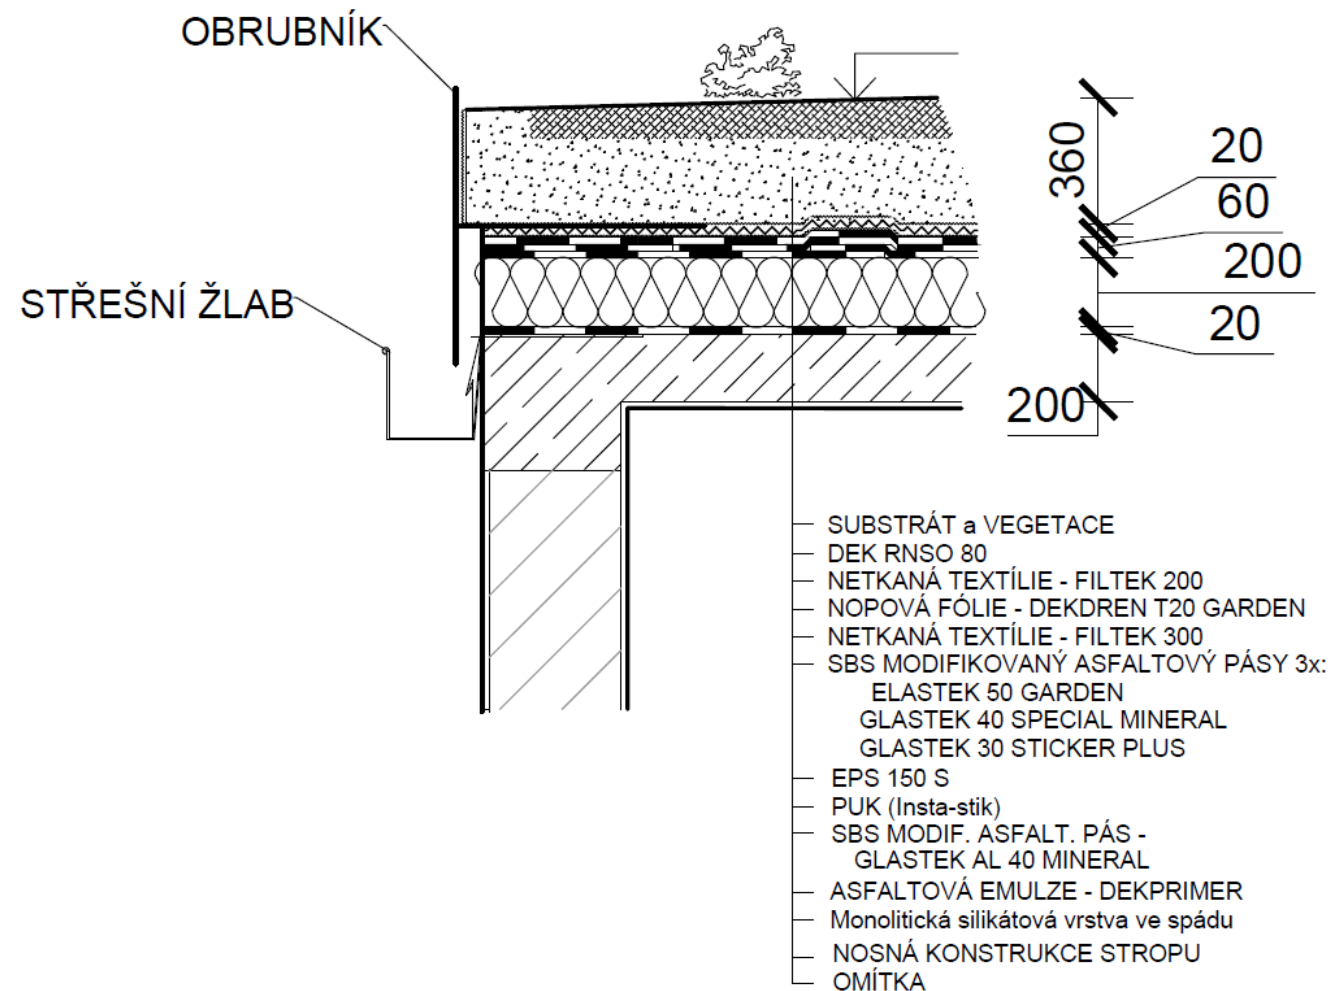 OBRUBNÍK
360
20
60
200
STŘEŠNÍ ŽLAB
20
200
SUBSTRÁT a VEGETACE
DEK RNSO 80
NETKANÁ TEXTÍLIE - FILTEK 200
NOPOVÁ FÓLIE - DEKDREN T20 GARDEN
NETKANÁ TEXTÍLIE - FILTEK 300
SBS MODIFIKOVANÝ ASFALTOVÝ PÁSY 3x:
ELASTEK 50 GARDEN
GLASTEK 40 SPECIAL MINERAL
GLASTEK 30 STICKER PLUS
EPS 150 S
PUK (Insta-stik)
SBS MODIF. ASFALT. PÁS -
GLASTEK AL 40 MINERAL
ASFALTOVÁ EMULZE - DEKPRIMER
Monolitická silikátová vrstva ve spádu
NOSNÁ KONSTRUKCE STROPU
OMÍTKA